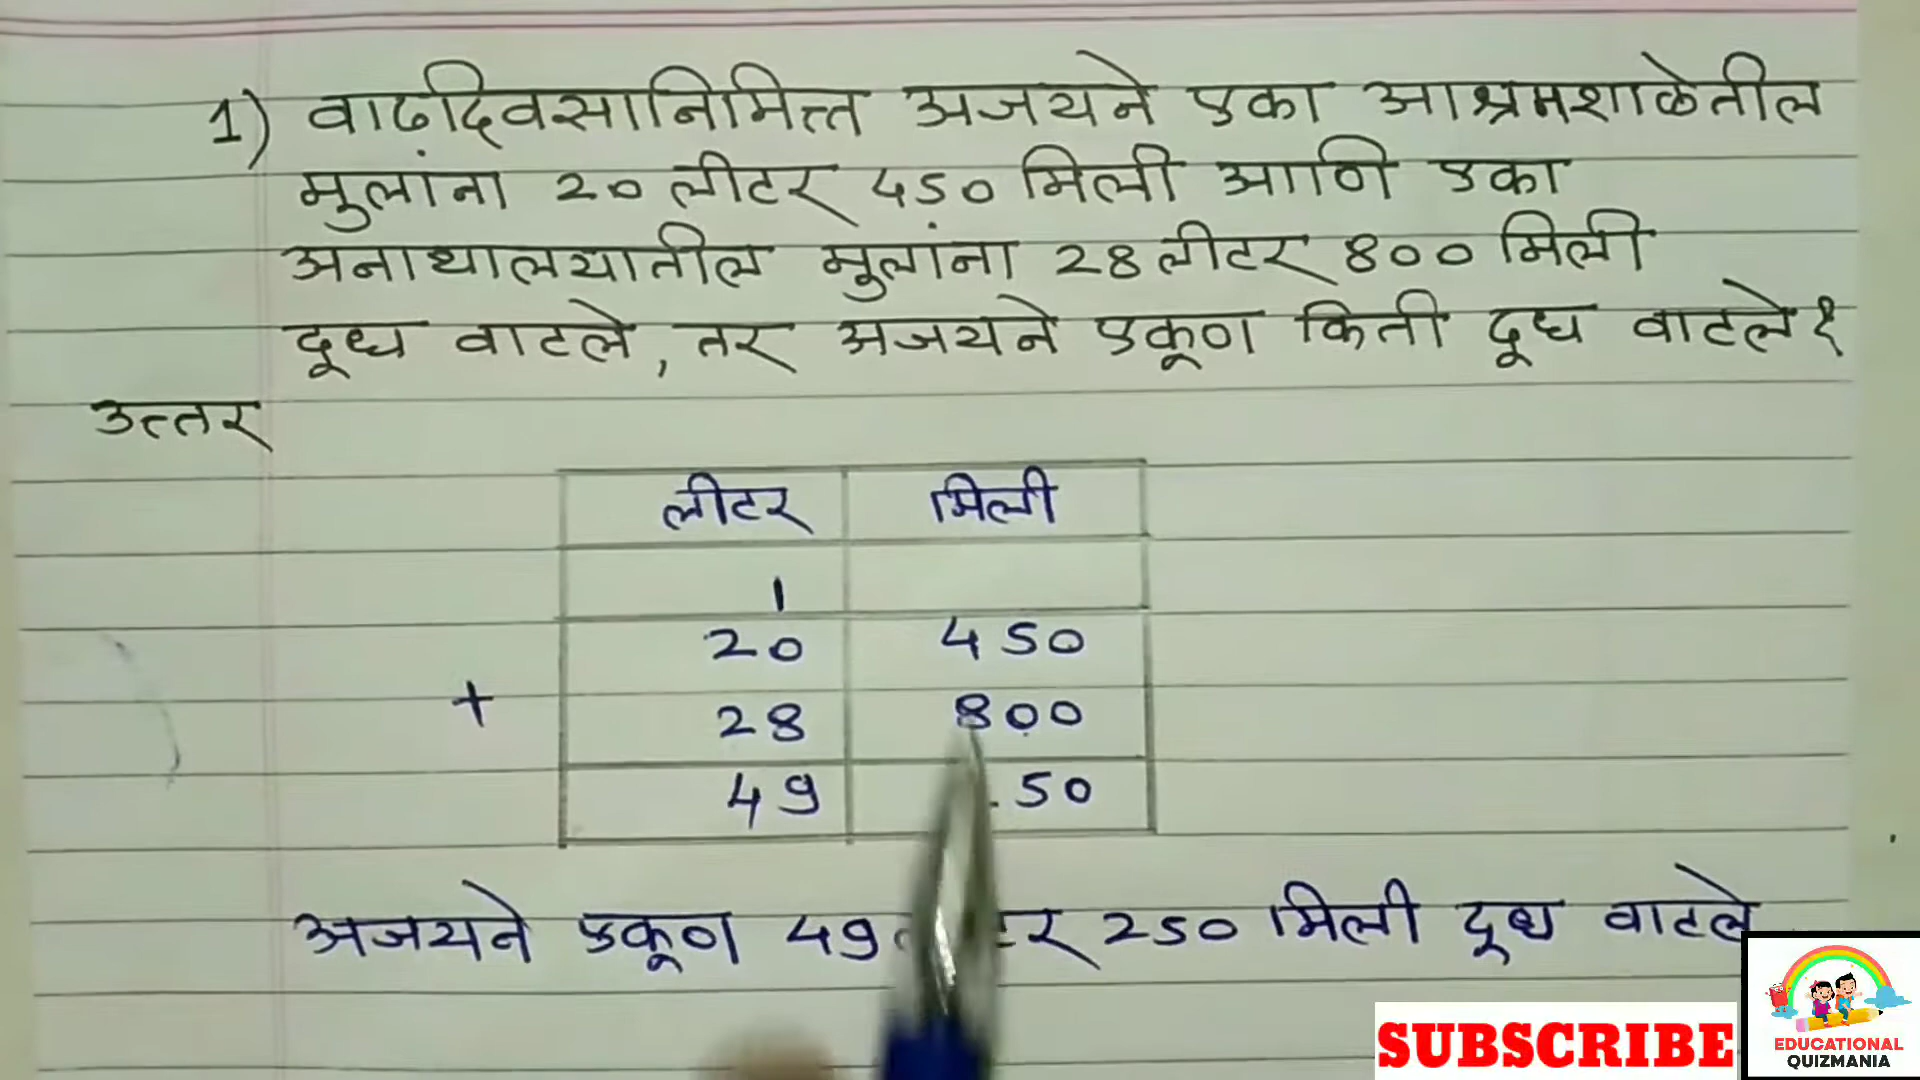 1) वाढदिवसानिमित्त अजयने एका आश्रमशाळेतील
मुलांना 20 लीटर 450 मिली आणि एका
अनाथालयातील मुलांना 28 लीटर 800 मिली
दूध वाटले, तर अजयने एकूण किती दूध वाटले?
उत्तर
लीटर मिली
1
20 450
+ 28 800
49 50
अजयने एकूण 49 250 मिली दूध वाटले
SUBSCRIBE
EDUCATIONAL
QUIZMANIA